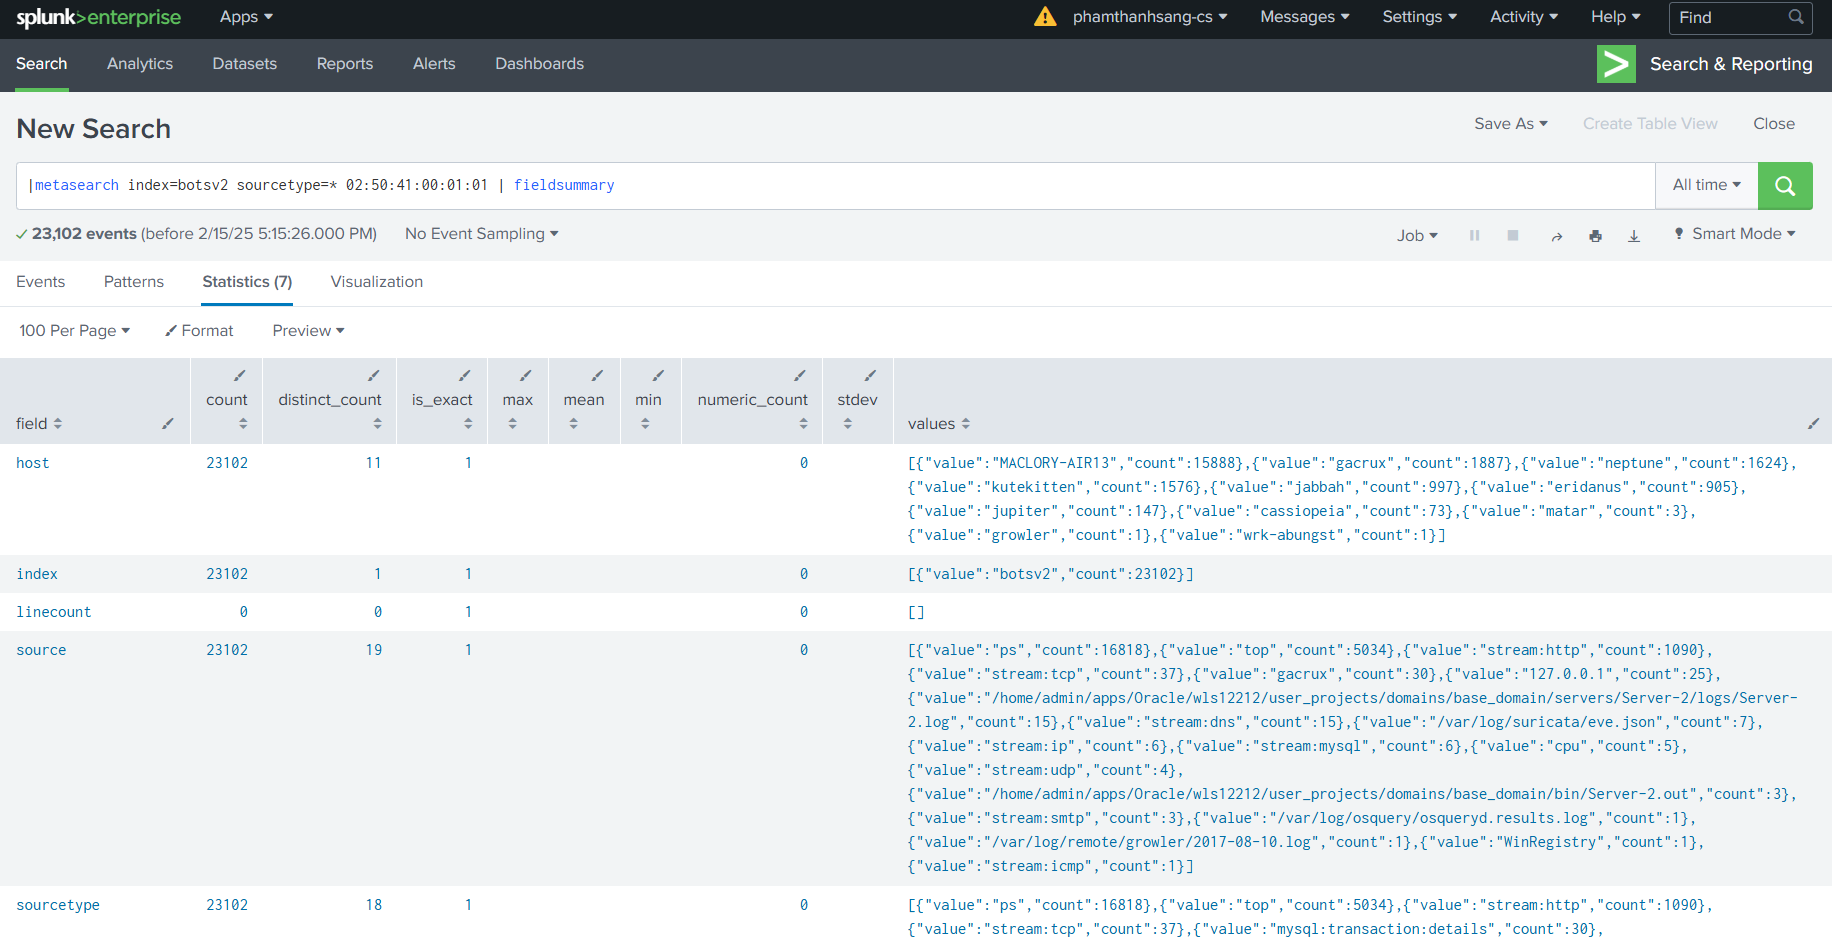 splunk>enterprise Apps phamthanhsang-cs Messages Settings Activity Help Find
Search Analytics Datasets Reports Alerts Dashboards > Search & Reporting
New Search Save As Create Table View Close
|metasearch index=botsv2 sourcetype=* 02:50:41:00:01:01 | fieldsummary All time
23,102 events (before 2/15/25 5:15:26.000 PM) No Event Sampling Job Smart Mode
Events Patterns Statistics (7) Visualization
100 Per Page Format Preview
field count distinct_count is_exact max mean min numeric_count stdev values
host 23102 11 1 0 [{"value":"MACLORY-AIR13","count":15888},{"value":"gacrux","count":1887},{"value":"neptune","count":1624},
{"value":"kutekitten","count":1576},{"value":"jabbah","count":997},{"value":"eridanus","count":905},
{"value":"jupiter","count":147},{"value":"cassiopeia","count":73},{"value":"matar","count":3},
{"value":"growler","count":1},{"value":"wrk-abungst","count":1}]
index 23102 1 1 0 [{"value":"botsv2","count":23102}]
linecount 0 0 1 0 []
source 23102 19 1 0 [{"value":"ps","count":16818},{"value":"top","count":5034},{"value":"stream:http","count":1090},
{"value":"stream:tcp","count":37},{"value":"gacrux","count":30},{"value":"127.0.0.1","count":25},
{"value":"/home/admin/apps/Oracle/wls12212/user_projects/domains/base_domain/servers/Server-2/logs/Server-
2.log","count":15},{"value":"stream:dns","count":15},{"value":"/var/log/suricata/eve.json","count":7},
{"value":"stream:ip","count":6},{"value":"stream:mysql","count":6},{"value":"cpu","count":5},
{"value":"stream:udp","count":4},
{"value":"/home/admin/apps/Oracle/wls12212/user_projects/domains/base_domain/bin/Server-2.out","count":3},
{"value":"stream:smtp","count":3},{"value":"/var/log/osquery/osqueryd.results.log","count":1},
{"value":"/var/log/remote/growler/2017-08-10.log","count":1},{"value":"WinRegistry","count":1},
{"value":"stream:icmp","count":1}]
sourcetype 23102 18 1 0 [{"value":"ps","count":16818},{"value":"top","count":5034},{"value":"stream:http","count":1090},
{"value":"stream:tcp","count":37},{"value":"mysql:transaction:details","count":30},